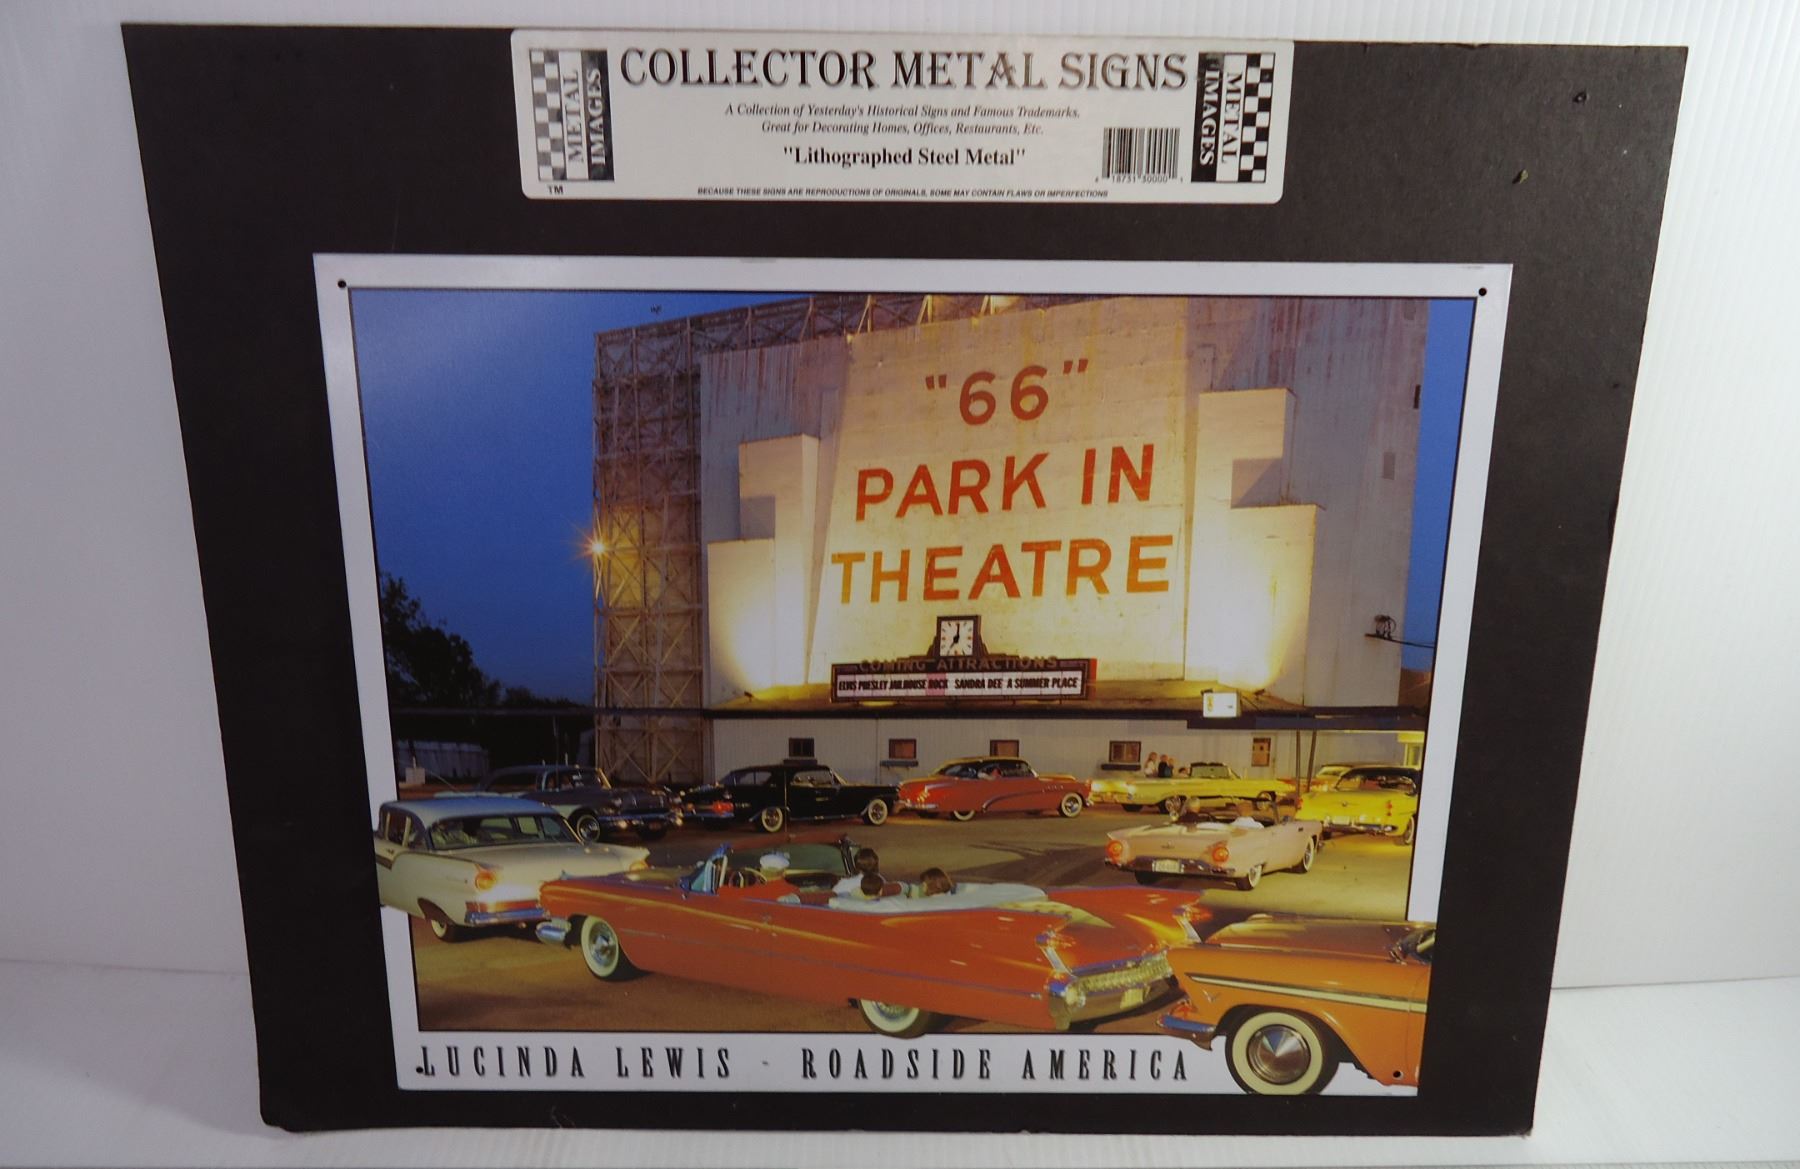 COLLECTOR METAL SIGNS
METAL IMAGES
METAL IMAGES
A Collection of Yesterday's Historical Signs and Famous Trademarks.
Great for Decorating Homes, Offices, Restaurants, Etc.
"Lithographed Steel Metal"
TM
BECAUSE THESE SIGNS ARE REPRODUCTIONS OF ORIGINALS, SOME MAY CONTAIN FLAWS OR IMPERFECTIONS
18731 30000
"66"
PARK IN
THEATRE
COMING ATTRACTIONS
ELVIS PRESLEY JAILHOUSE ROCK SANDRA DEE A SUMMER PLACE
LUCINDA LEWIS - ROADSIDE AMERICA